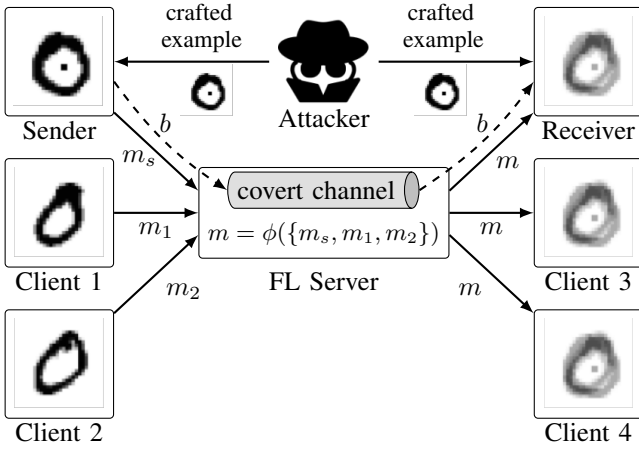 crafted
example
crafted
example
Attacker
Sender
Receiver
b
b
m_s
m
covert channel
m = ϕ({m_s, m_1, m_2})
m_1
m
Client 1
FL Server
Client 3
m_2
m
Client 2
Client 4